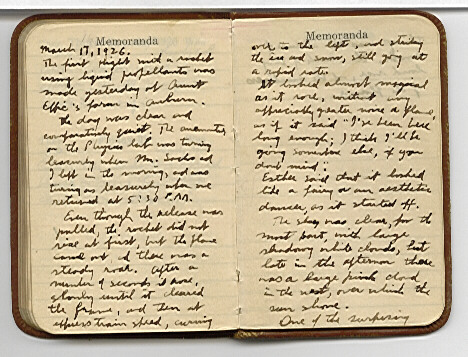 Memoranda
March 17, 1926.
The first flight with a rocket
using liquid propellants was
made yesterday at Aunt
Effie's farm in Auburn.
The day was clear and
comparatively quiet. The anemometer
on the Physics lab was turning
leisurely when Mr. Sachs and
I left in the morning, and was
turning as leisurely when we
returned at 5:30 P.M.
Even though the release was
pulled, the rocket did not
rise at first, but the flame
came out, and there was a
steady roar. After a
number of seconds it rose,
slowly until it cleared
the frame, and then at
express train speed, curving
Memoranda
over to the left, and striking
the ice and snow, still going at
a rapid rate.
It looked almost magical
as it rose, without any
appreciably greater noise or flame,
as if it said "I've been here
long enough; I think I'll be
going somewhere else, if you
don't mind."
Esther said that it looked
like a fairy or an aesthetic
dancer, as it started off.
The sky was clear, for the
most part, with large
shadowy white clouds, but
late in the afternoon there
was a large pink cloud
in the west, over which the
sun shone.
One of the surprising